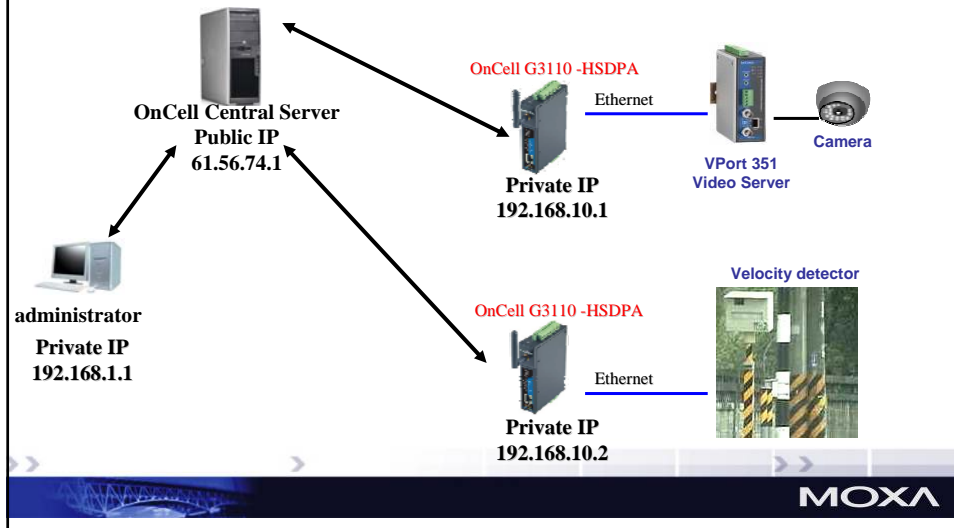 OnCell Central Server
Public IP
61.56.74.1
administrator
Private IP
192.168.1.1
OnCell G3110 -HSDPA
Ethernet
Private IP
192.168.10.1
VPort 351
Video Server
Camera
OnCell G3110 -HSDPA
Ethernet
Private IP
192.168.10.2
Velocity detector
MOXA